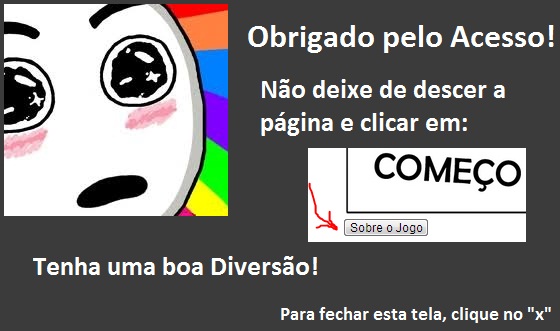 Obrigado pelo Acesso!
Não deixe de descer a
página e clicar em:
COMEÇO
Sobre o Jogo
Tenha uma boa Diversão!
Para fechar esta tela, clique no "x"